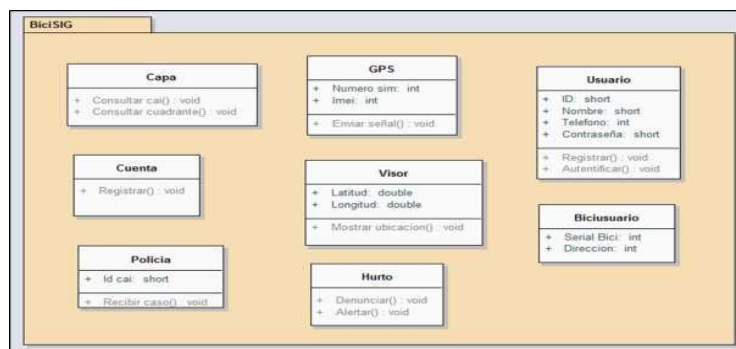 BiciSIG
Capa
+ Consultar cai() : void
+ Consultar cuadrante() : void
GPS
+ Numero sim: int
+ Imei: int
+ Enviar señal() : void
Usuario
+ ID: short
+ Nombre: short
+ Telefono: int
+ Contraseña: short
+ Registrar() : void
+ Autentificar() : void
Cuenta
+ Registrar() : void
Visor
+ Latitud: double
+ Longitud: double
+ Mostrar ubicacion() : void
Biciusuario
+ Serial Bici: int
+ Direccion: int
Policia
+ Id cai: short
+ Recibir caso() : void
Hurto
+ Denunciar() : void
+ Alertar() : void